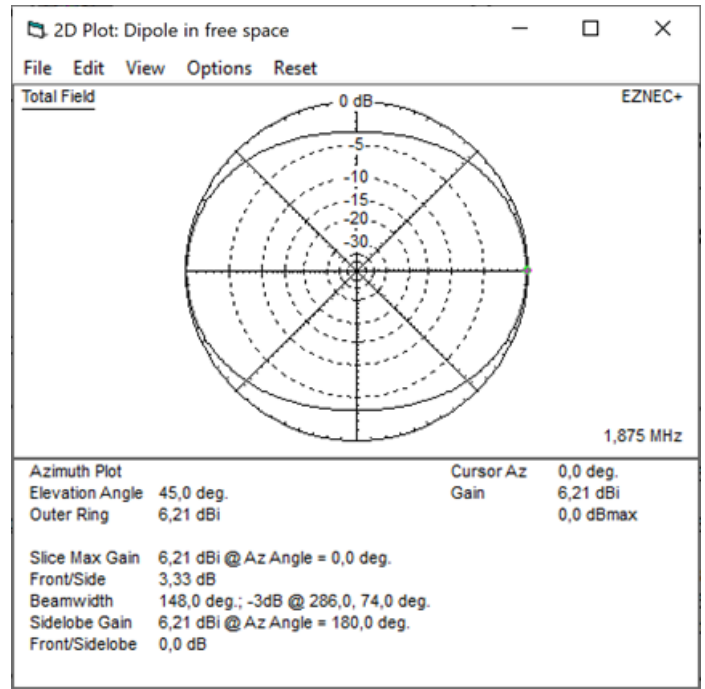 2D Plot: Dipole in free space
File Edit View Options Reset
Total Field
EZNEC+
0 dB
-5
-10
-15
-20
-30
1,875 MHz
Azimuth Plot Cursor Az 0,0 deg.
Elevation Angle 45,0 deg. Gain 6,21 dBi
Outer Ring 6,21 dBi 0,0 dBmax
Slice Max Gain 6,21 dBi @ Az Angle = 0,0 deg.
Front/Side 3,33 dB
Beamwidth 148,0 deg.; -3dB @ 286,0, 74,0 deg.
Sidelobe Gain 6,21 dBi @ Az Angle = 180,0 deg.
Front/Sidelobe 0,0 dB